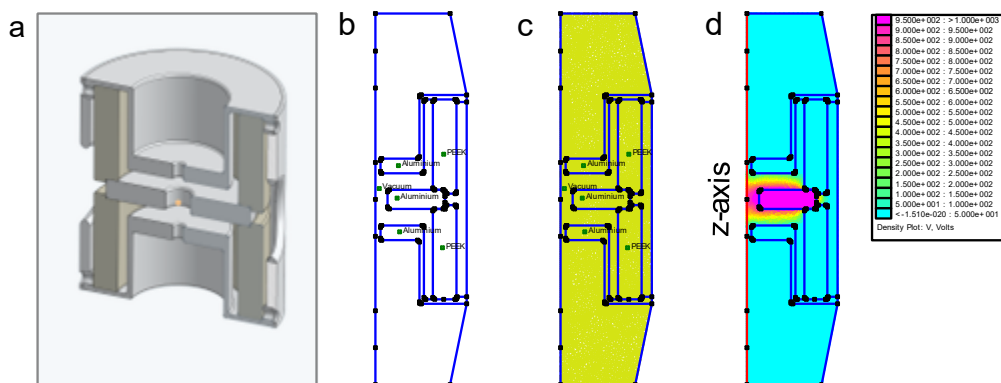 a
b
c
d
PEEK
Aluminium
Vacuum
Aluminium
Aluminium
PEEK
PEEK
Aluminium
Vacuum
Aluminium
Aluminium
PEEK
z-axis
9.500e+002 : >1.000e+003
9.000e+002 : 9.500e+002
8.500e+002 : 9.000e+002
8.000e+002 : 8.500e+002
7.500e+002 : 8.000e+002
7.000e+002 : 7.500e+002
6.500e+002 : 7.000e+002
6.000e+002 : 6.500e+002
5.500e+002 : 6.000e+002
5.000e+002 : 5.500e+002
4.500e+002 : 5.000e+002
4.000e+002 : 4.500e+002
3.500e+002 : 4.000e+002
3.000e+002 : 3.500e+002
2.500e+002 : 3.000e+002
2.000e+002 : 2.500e+002
1.500e+002 : 2.000e+002
1.000e+002 : 1.500e+002
5.000e+001 : 1.000e+002
<-1.510e-020 : 5.000e+001
Density Plot: V, Volts